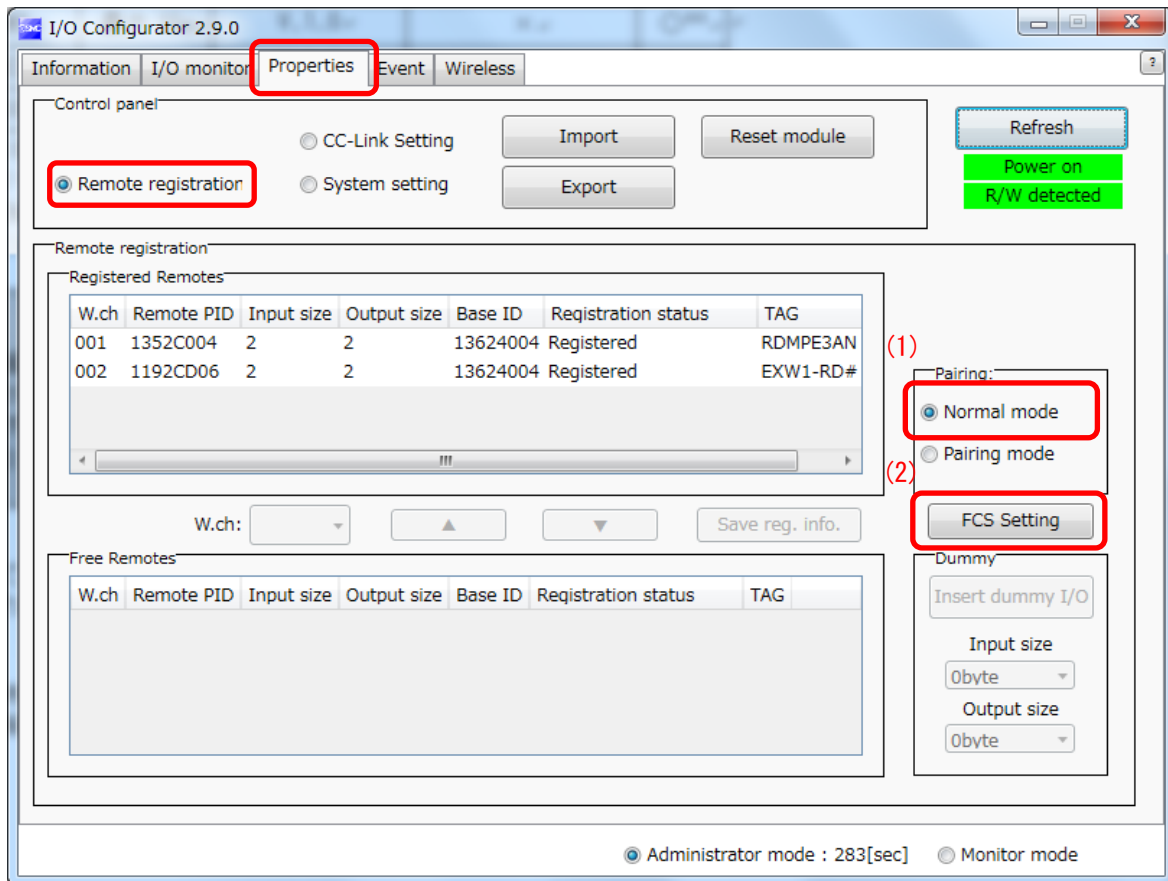 I/O Configurator 2.9.0
Information I/O monitor Properties Event Wireless ?
Control panel
CC-Link Setting Import Reset module Refresh
Remote registration System setting Export Power on
R/W detected
Remote registration
Registered Remotes
W.ch Remote PID Input size Output size Base ID Registration status TAG
001 1352C004 2 2 13624004 Registered RDMPE3AN
002 1192CD06 2 2 13624004 Registered EXW1-RD#
(1)
Pairing:
Normal mode
Pairing mode
(2)
W.ch: ▲ ▼ Save reg. info. FCS Setting
Free Remotes
W.ch Remote PID Input size Output size Base ID Registration status TAG
Dummy
Insert dummy I/O
Input size
0byte
Output size
0byte
Administrator mode : 283[sec] Monitor mode